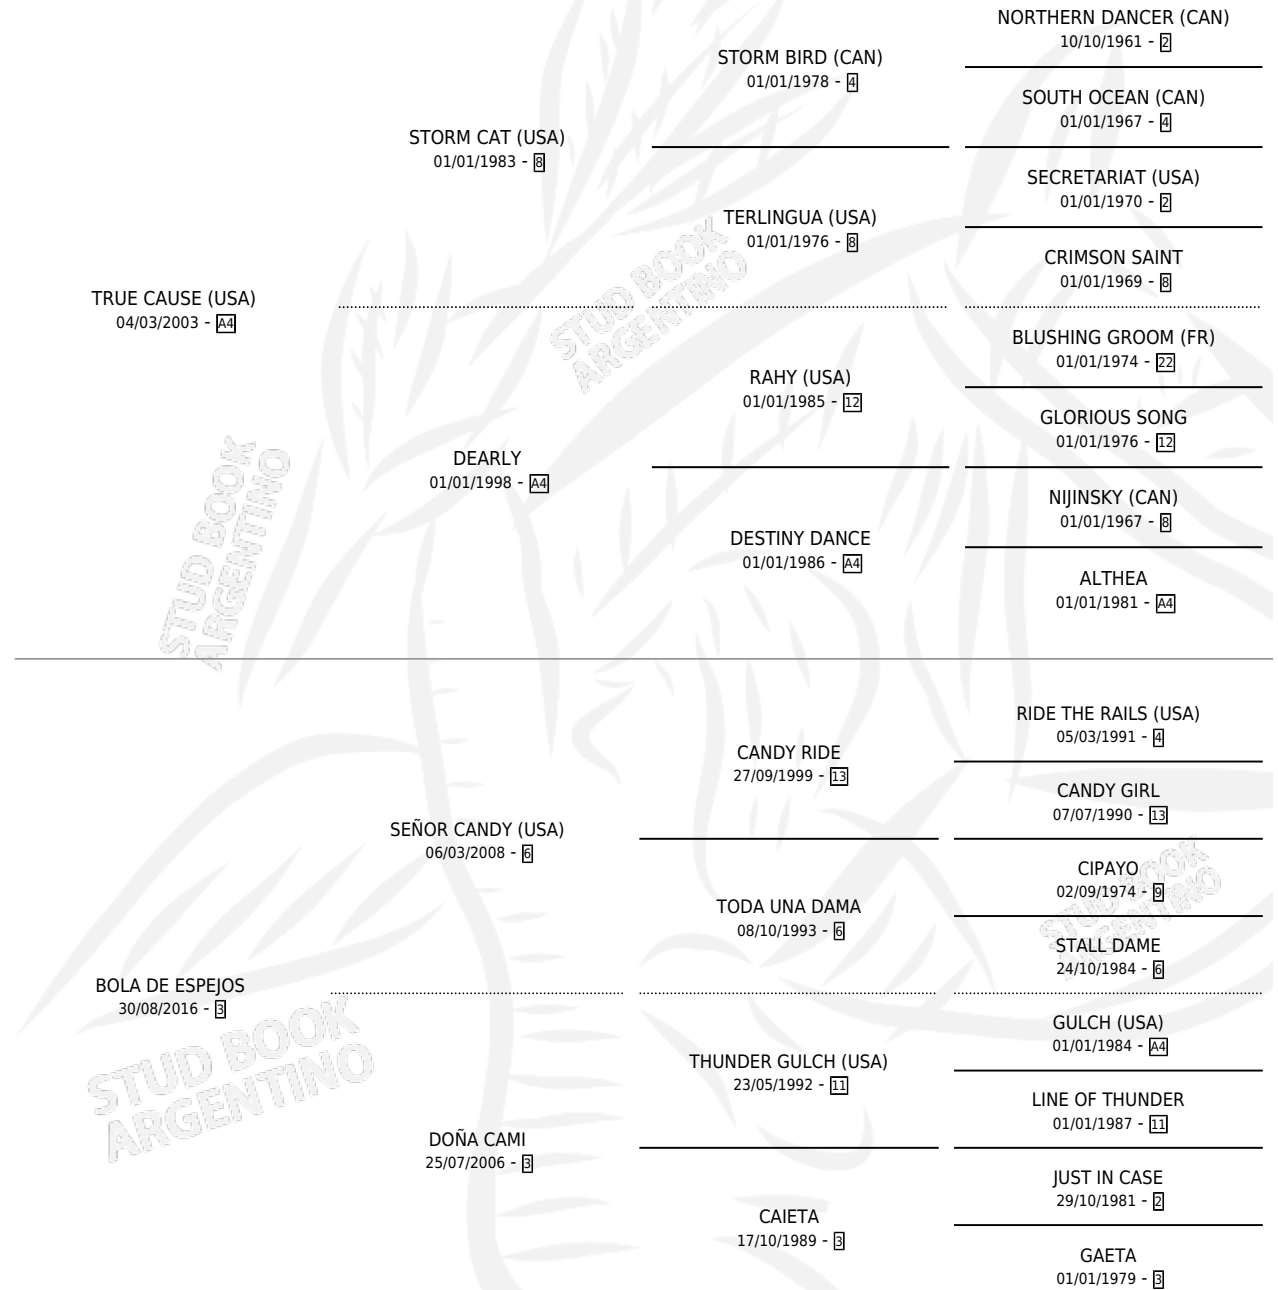 NORTHERN DANCER (CAN)
10/10/1961 - 2
STORM BIRD (CAN)
01/01/1978 - 4
SOUTH OCEAN (CAN)
01/01/1967 - 4
STORM CAT (USA)
01/01/1983 - 8
SECRETARIAT (USA)
01/01/1970 - 2
TERLINGUA (USA)
01/01/1976 - 8
CRIMSON SAINT
01/01/1969 - 8
TRUE CAUSE (USA)
04/03/2003 - A4
STUD BOOK
ARGENTINO
BLUSHING GROOM (FR)
01/01/1974 - 22
RAHY (USA)
01/01/1985 - 12
GLORIOUS SONG
01/01/1976 - 12
DEARLY
01/01/1998 - A4
NIJINSKY (CAN)
01/01/1967 - 8
DESTINY DANCE
01/01/1986 - A4
ALTHEA
01/01/1981 - A4
STUD BOOK
ARGENTINO
RIDE THE RAILS (USA)
05/03/1991 - 4
CANDY RIDE
27/09/1999 - 13
CANDY GIRL
07/07/1990 - 13
SEÑOR CANDY (USA)
06/03/2008 - 6
CIPAYO
02/09/1974 - 9
STUD BOOK
ARGENTINO
TODA UNA DAMA
08/10/1993 - 6
STALL DAME
24/10/1984 - 6
BOLA DE ESPEJOS
30/08/2016 - 3
STUD BOOK
ARGENTINO
GULCH (USA)
01/01/1984 - A4
THUNDER GULCH (USA)
23/05/1992 - 11
LINE OF THUNDER
01/01/1987 - 11
DOÑA CAMI
25/07/2006 - 3
JUST IN CASE
29/10/1981 - 2
CAIETA
17/10/1989 - 3
GAETA
01/01/1979 - 3